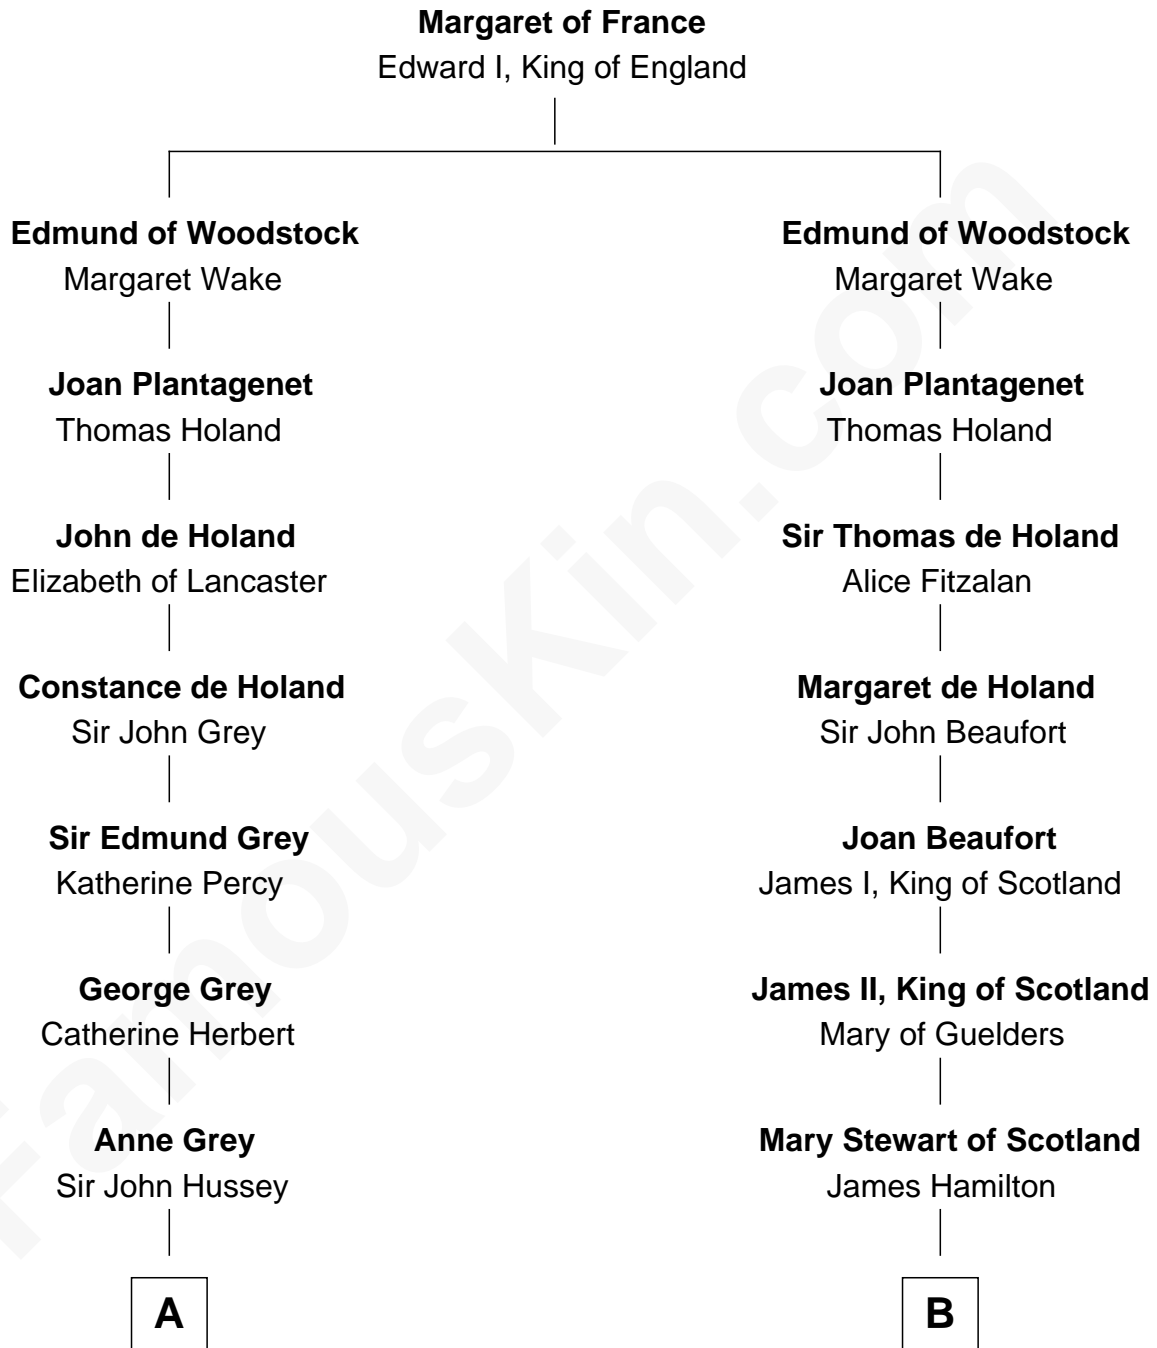 Margaret of France
Edward I, King of England
Edmund of Woodstock
Margaret Wake
Joan Plantagenet
Thomas Holand
John de Holand
Elizabeth of Lancaster
Constance de Holand
Sir John Grey
Sir Edmund Grey
Katherine Percy
George Grey
Catherine Herbert
Anne Grey
Sir John Hussey
A
Edmund of Woodstock
Margaret Wake
Joan Plantagenet
Thomas Holand
Sir Thomas de Holand
Alice Fitzalan
Margaret de Holand
Sir John Beaufort
Joan Beaufort
James I, King of Scotland
James II, King of Scotland
Mary of Guelders
Mary Stewart of Scotland
James Hamilton
B
FamousKin.com